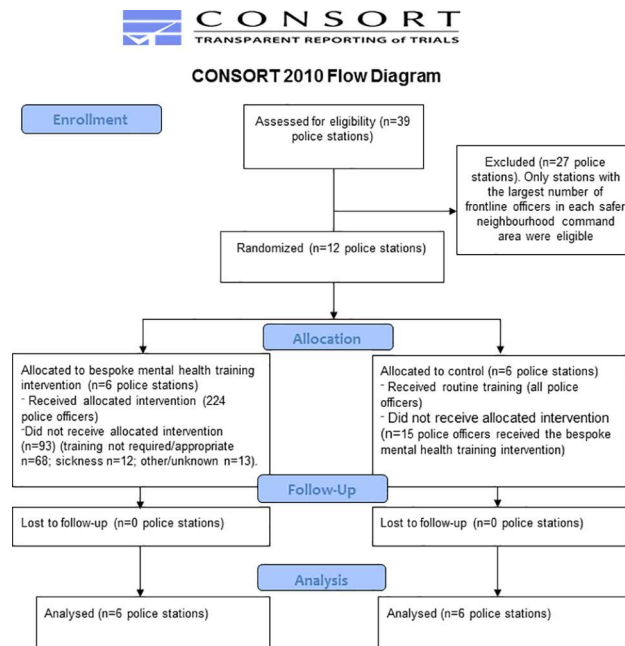 CONSORT
TRANSPARENT REPORTING of TRIALS
CONSORT 2010 Flow Diagram
Enrollment
Assessed for eligibility (n=39
police stations)
Excluded (n=27 police
stations). Only stations with
the largest number of
frontline officers in each safer
neighbourhood command
area were eligible
Randomized (n=12 police stations)
Allocation
Allocated to bespoke mental health training
intervention (n=6 police stations)
- Received allocated intervention (224
police officers)
-Did not receive allocated intervention
(n=93) (training not required/appropriate
n=68; sickness n=12; other/unknown n=13).
Allocated to control (n=6 police stations)
- Received routine training (all police
officers)
- Did not receive allocated intervention
(n=15 police officers received the bespoke
mental health training intervention)
Follow-Up
Lost to follow-up (n=0 police stations)
Lost to follow-up (n=0 police stations)
Analysis
Analysed (n=6 police stations)
Analysed (n=6 police stations)